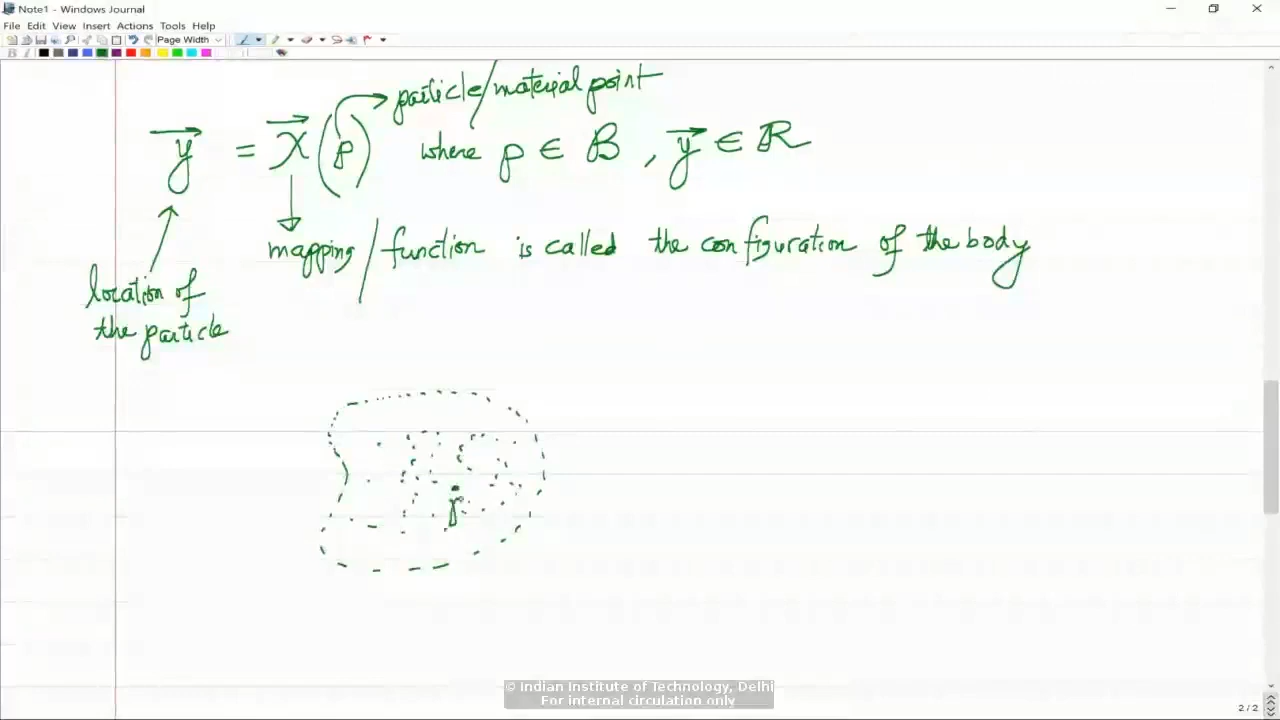 Note1 - Windows Journal
File Edit View Insert Actions Tools Help
Page Width
B I
particle/material point
y = χ(p) where p ∈ B, y ∈ R
mapping/function is called the configuration of the body
location of
the particle
p
© Indian Institute of Technology, Delhi
For internal circulation only
2 / 2